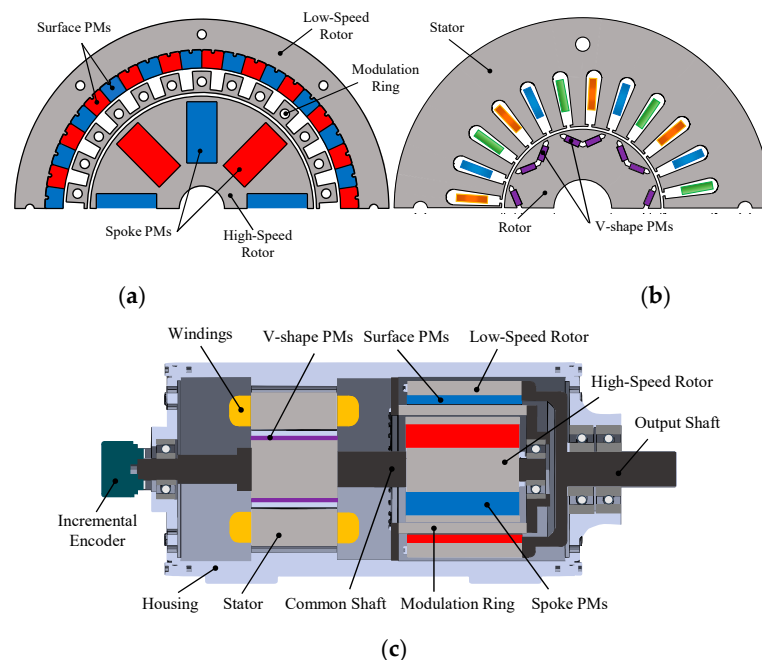 Surface PMs
Low-Speed
Rotor
Modulation
Ring
Spoke PMs
High-Speed
Rotor
(a)
Stator
Rotor
V-shape PMs
(b)
Windings
V-shape PMs
Surface PMs
Low-Speed Rotor
High-Speed Rotor
Output Shaft
Incremental
Encoder
Housing
Stator
Common Shaft
Modulation Ring
Spoke PMs
(c)